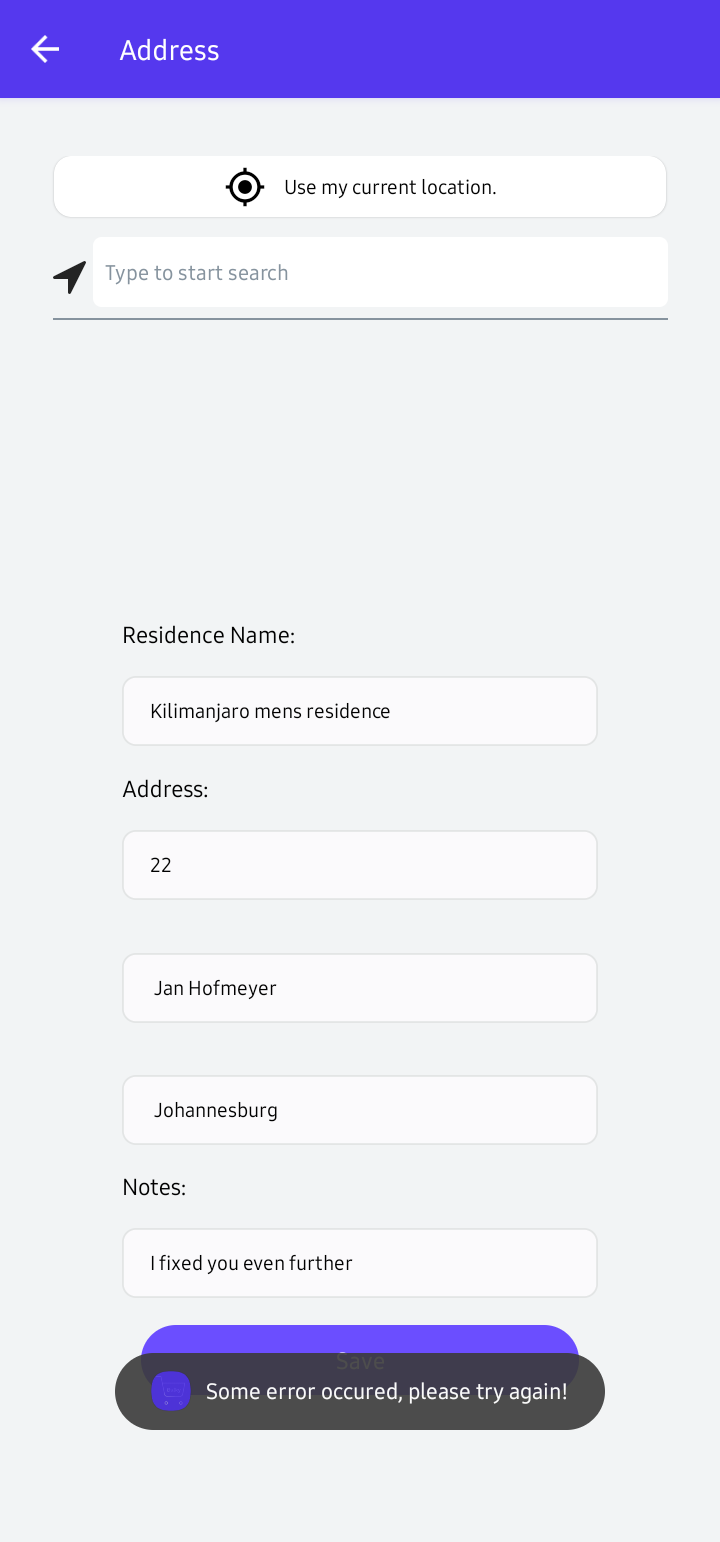 Address
Use my current location.
Type to start search
Residence Name:
Kilimanjaro mens residence
Address:
22
Jan Hofmeyer
Johannesburg
Notes:
I fixed you even further
Save
Some error occured, please try again!